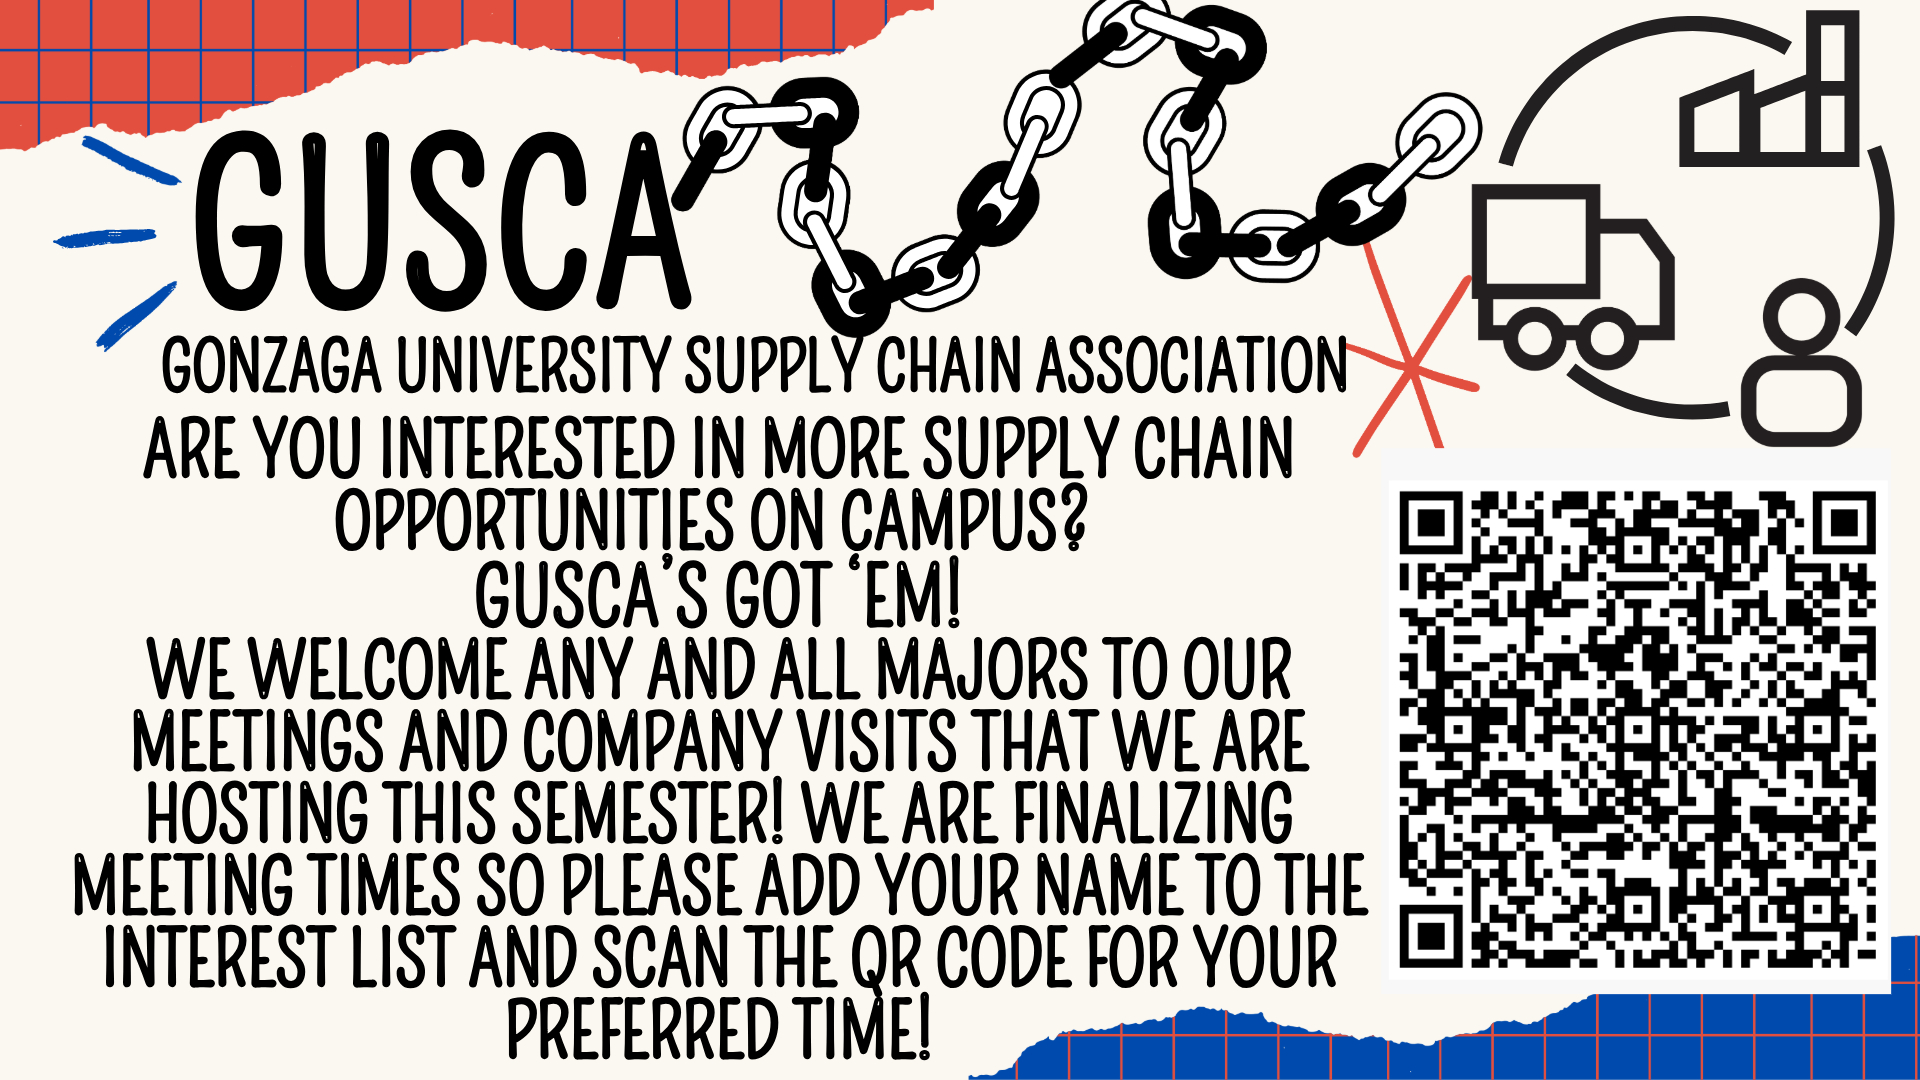 GUSCA
GONZAGA UNIVERSITY SUPPLY CHAIN ASSOCIATION
ARE YOU INTERESTED IN MORE SUPPLY CHAIN
OPPORTUNITIES ON CAMPUS?
GUSCA'S GOT 'EM!
WE WELCOME ANY AND ALL MAJORS TO OUR
MEETINGS AND COMPANY VISITS THAT WE ARE
HOSTING THIS SEMESTER! WE ARE FINALIZING
MEETING TIMES SO PLEASE ADD YOUR NAME TO THE
INTEREST LIST AND SCAN THE QR CODE FOR YOUR
PREFERRED TIME!